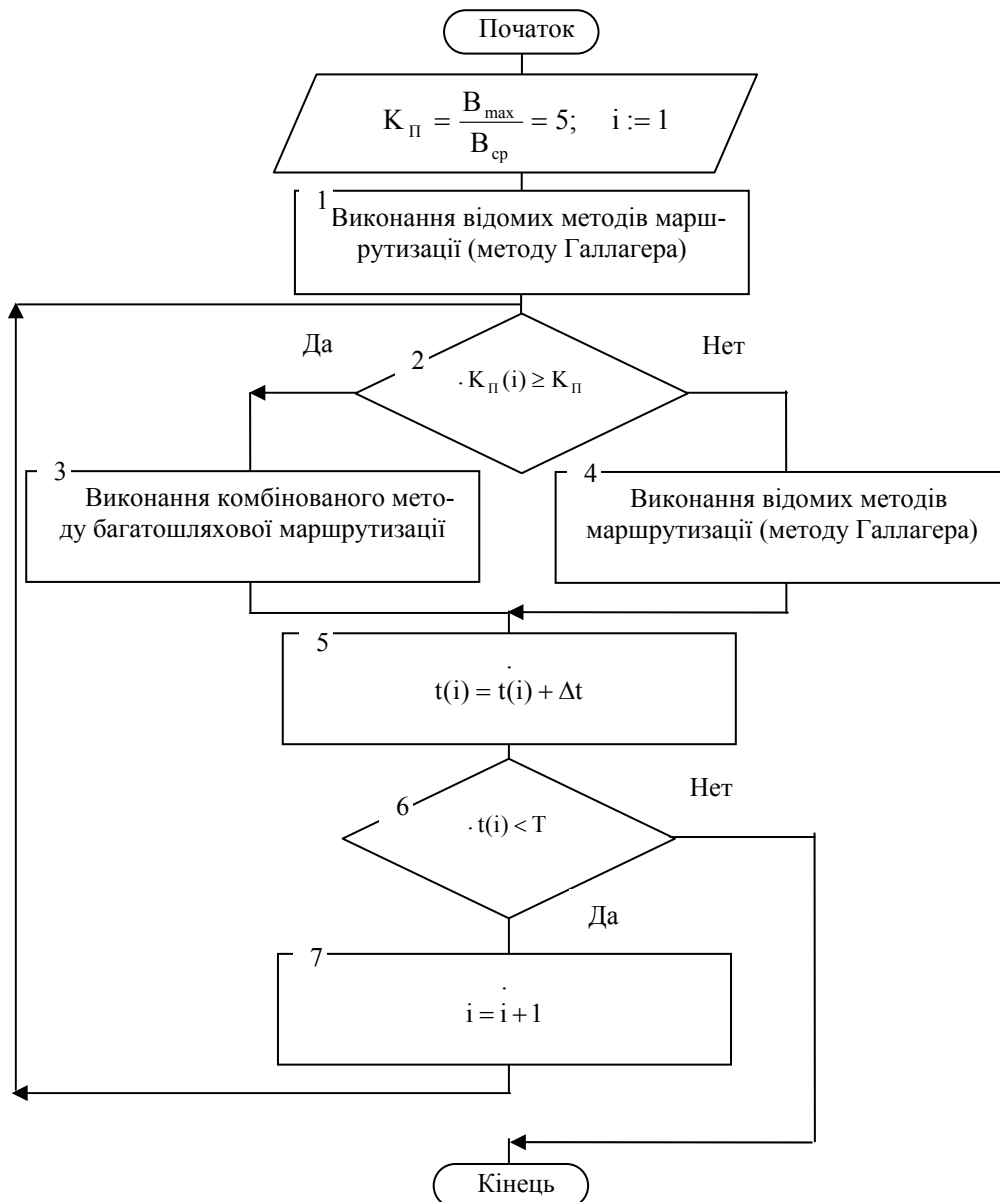 Початок
K_П = B_max / B_ср = 5; i := 1
1
Виконання відомих методів марш-
рутизації (методу Галлагера)
Да
Нет
2
K_П(i) ≥ K_П
3
Виконання комбінованого мето-
ду багатошляхової маршрутизації
4
Виконання відомих методів
маршрутизації (методу Галлагера)
5
t(i) = t(i) + Δt
Нет
6
t(i) < T
Да
7
i = i + 1
Кінець